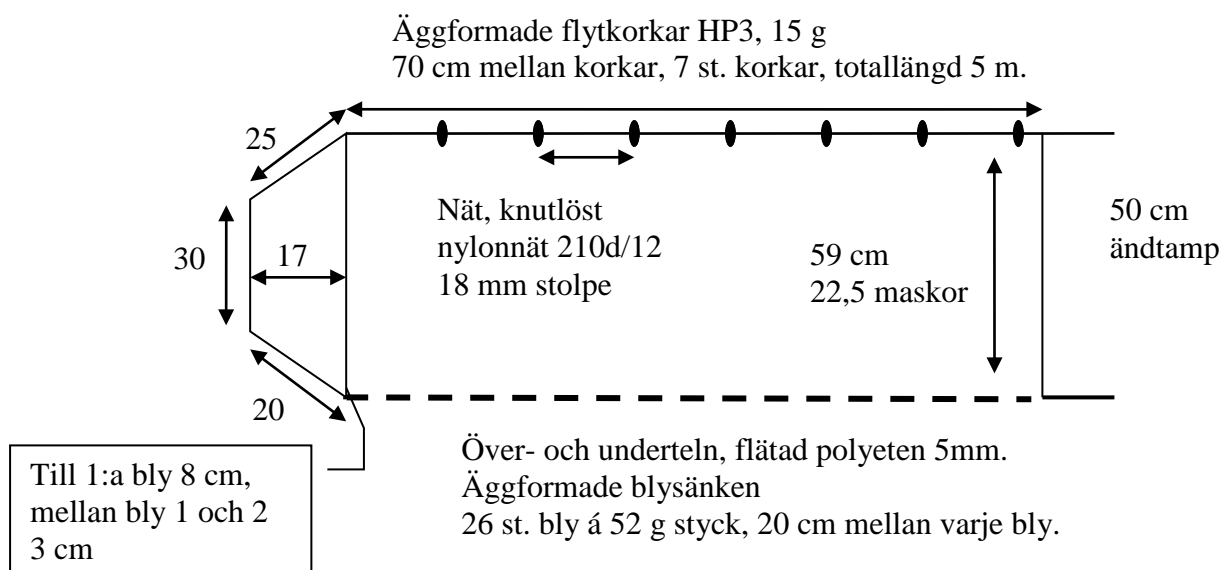 Äggformade flytkorkar HP3, 15 g
70 cm mellan korkar, 7 st. korkar, totallängd 5 m.
25
30
17
20
Nät, knutlöst
nylonnät 210d/12
18 mm stolpe
59 cm
22,5 maskor
50 cm
ändtamp
Till 1:a bly 8 cm,
mellan bly 1 och 2
3 cm
Över- och underteln, flätad polyeten 5mm.
Äggformade blysänken
26 st. bly á 52 g styck, 20 cm mellan varje bly.